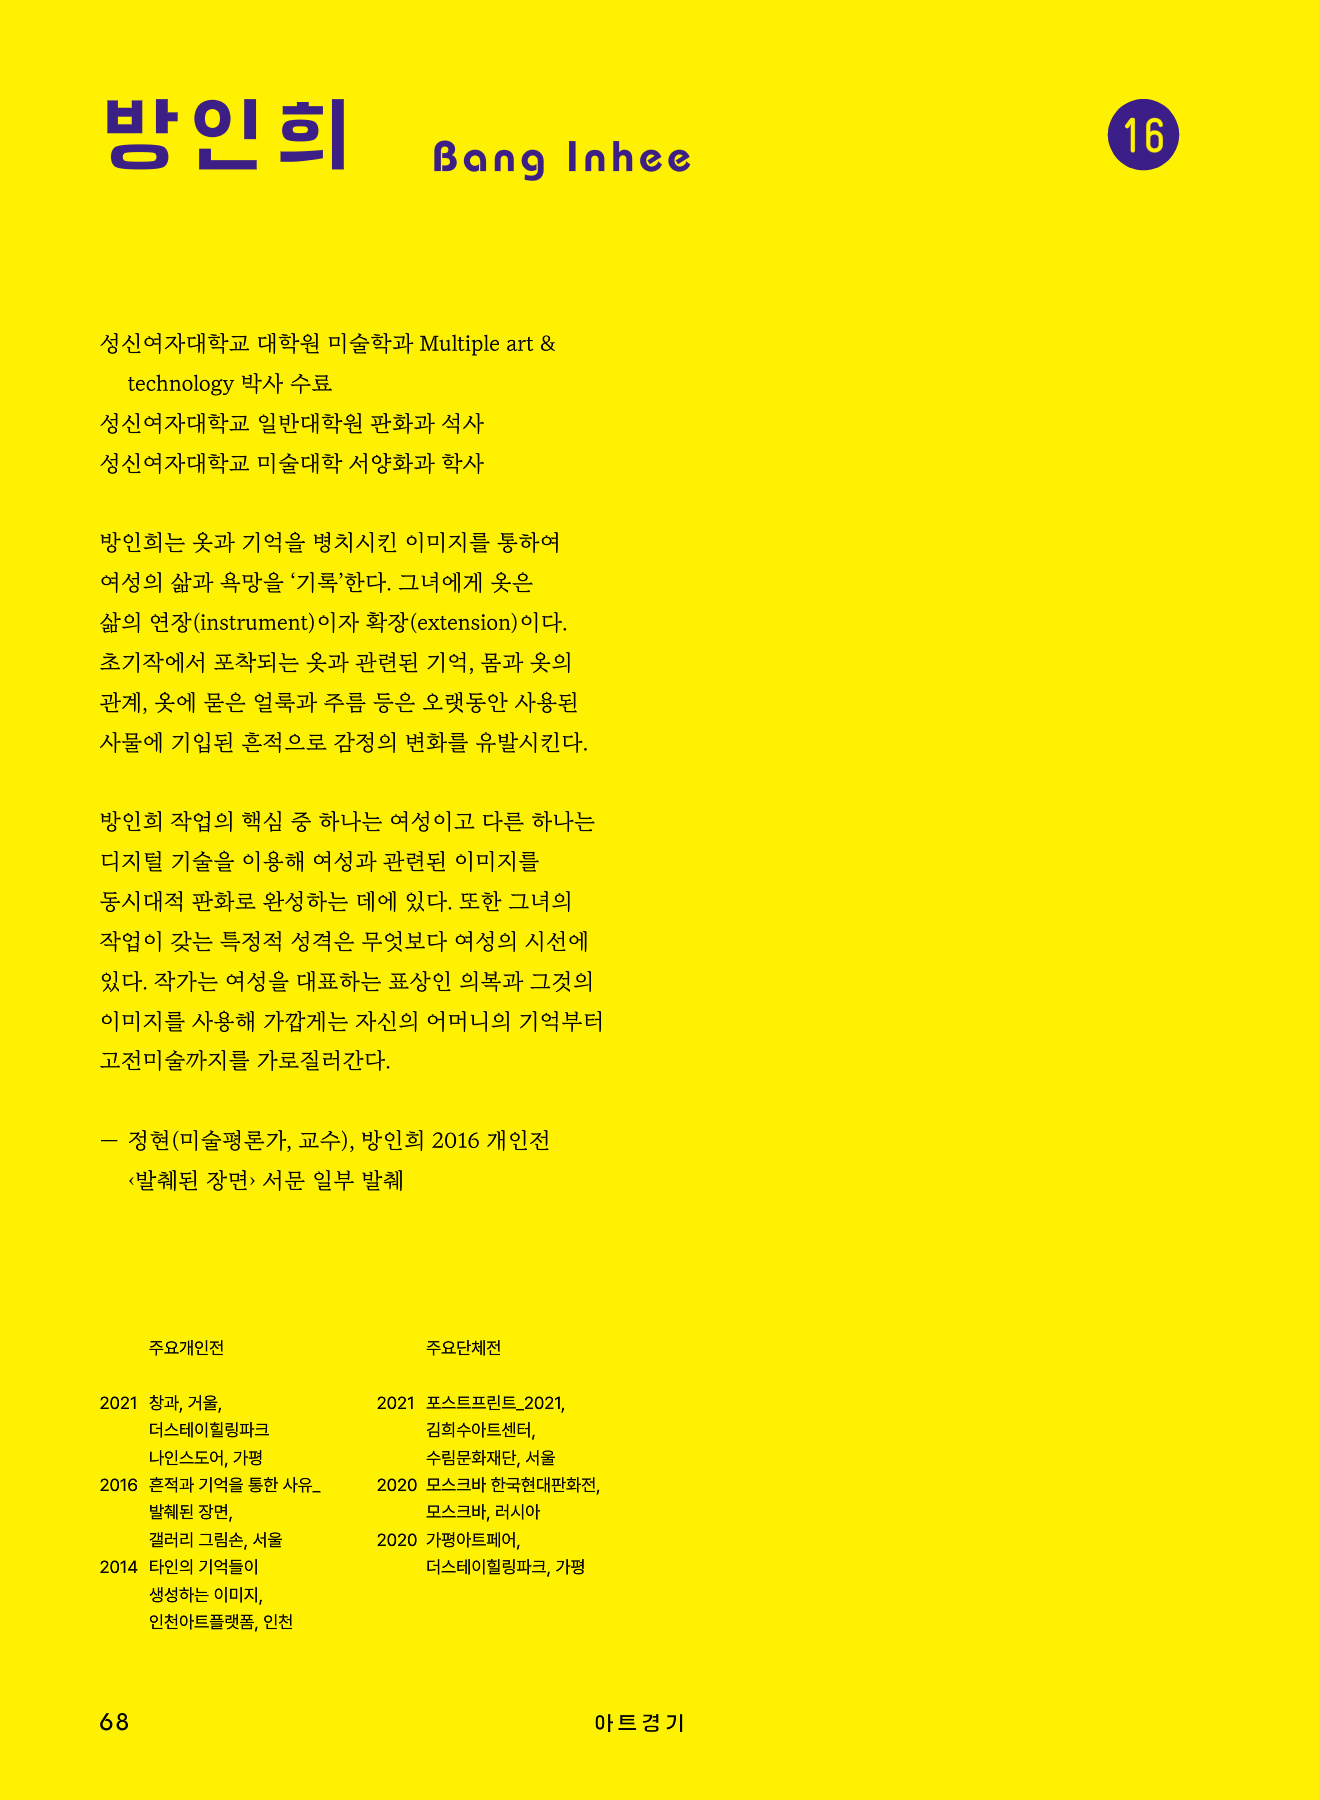 방인희 Bang Inhee 16
성신여자대학교 대학원 미술학과 Multiple art &
technology 박사 수료
성신여자대학교 일반대학원 판화과 석사
성신여자대학교 미술대학 서양화과 학사
방인희는 옷과 기억을 병치시킨 이미지를 통하여
여성의 삶과 욕망을 ‘기록’한다. 그녀에게 옷은
삶의 연장(instrument)이자 확장(extension)이다.
초기작에서 포착되는 옷과 관련된 기억, 몸과 옷의
관계, 옷에 묻은 얼룩과 주름 등은 오랫동안 사용된
사물에 기입된 흔적으로 감정의 변화를 유발시킨다.
방인희 작업의 핵심 중 하나는 여성이고 다른 하나는
디지털 기술을 이용해 여성과 관련된 이미지를
동시대적 판화로 완성하는 데에 있다. 또한 그녀의
작업이 갖는 특정적 성격은 무엇보다 여성의 시선에
있다. 작가는 여성을 대표하는 표상인 의복과 그것의
이미지를 사용해 가깝게는 자신의 어머니의 기억부터
고전미술까지를 가로질러간다.
— 정현(미술평론가, 교수), 방인희 2016 개인전
‹발췌된 장면› 서문 일부 발췌
주요개인전
2021 창과, 거울,
더스테이힐링파크
나인스도어, 가평
2016 흔적과 기억을 통한 사유_
발췌된 장면,
갤러리 그림손, 서울
2014 타인의 기억들이
생성하는 이미지,
인천아트플랫폼, 인천
주요단체전
2021 포스트프린트_2021,
김희수아트센터,
수림문화재단, 서울
2020 모스크바 한국현대판화전,
모스크바, 러시아
2020 가평아트페어,
더스테이힐링파크, 가평
68 아트경기